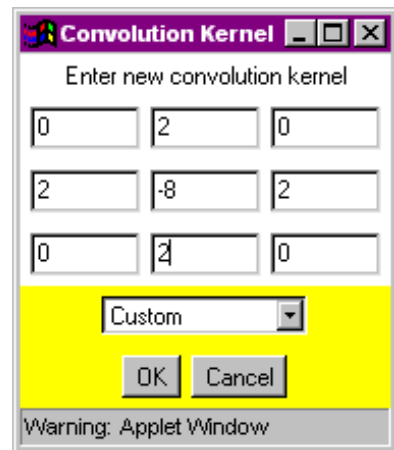 Convolution Kernel
Enter new convolution kernel
0 2 0
2 -8 2
0 2 0
Custom
OK Cancel
Warning: Applet Window